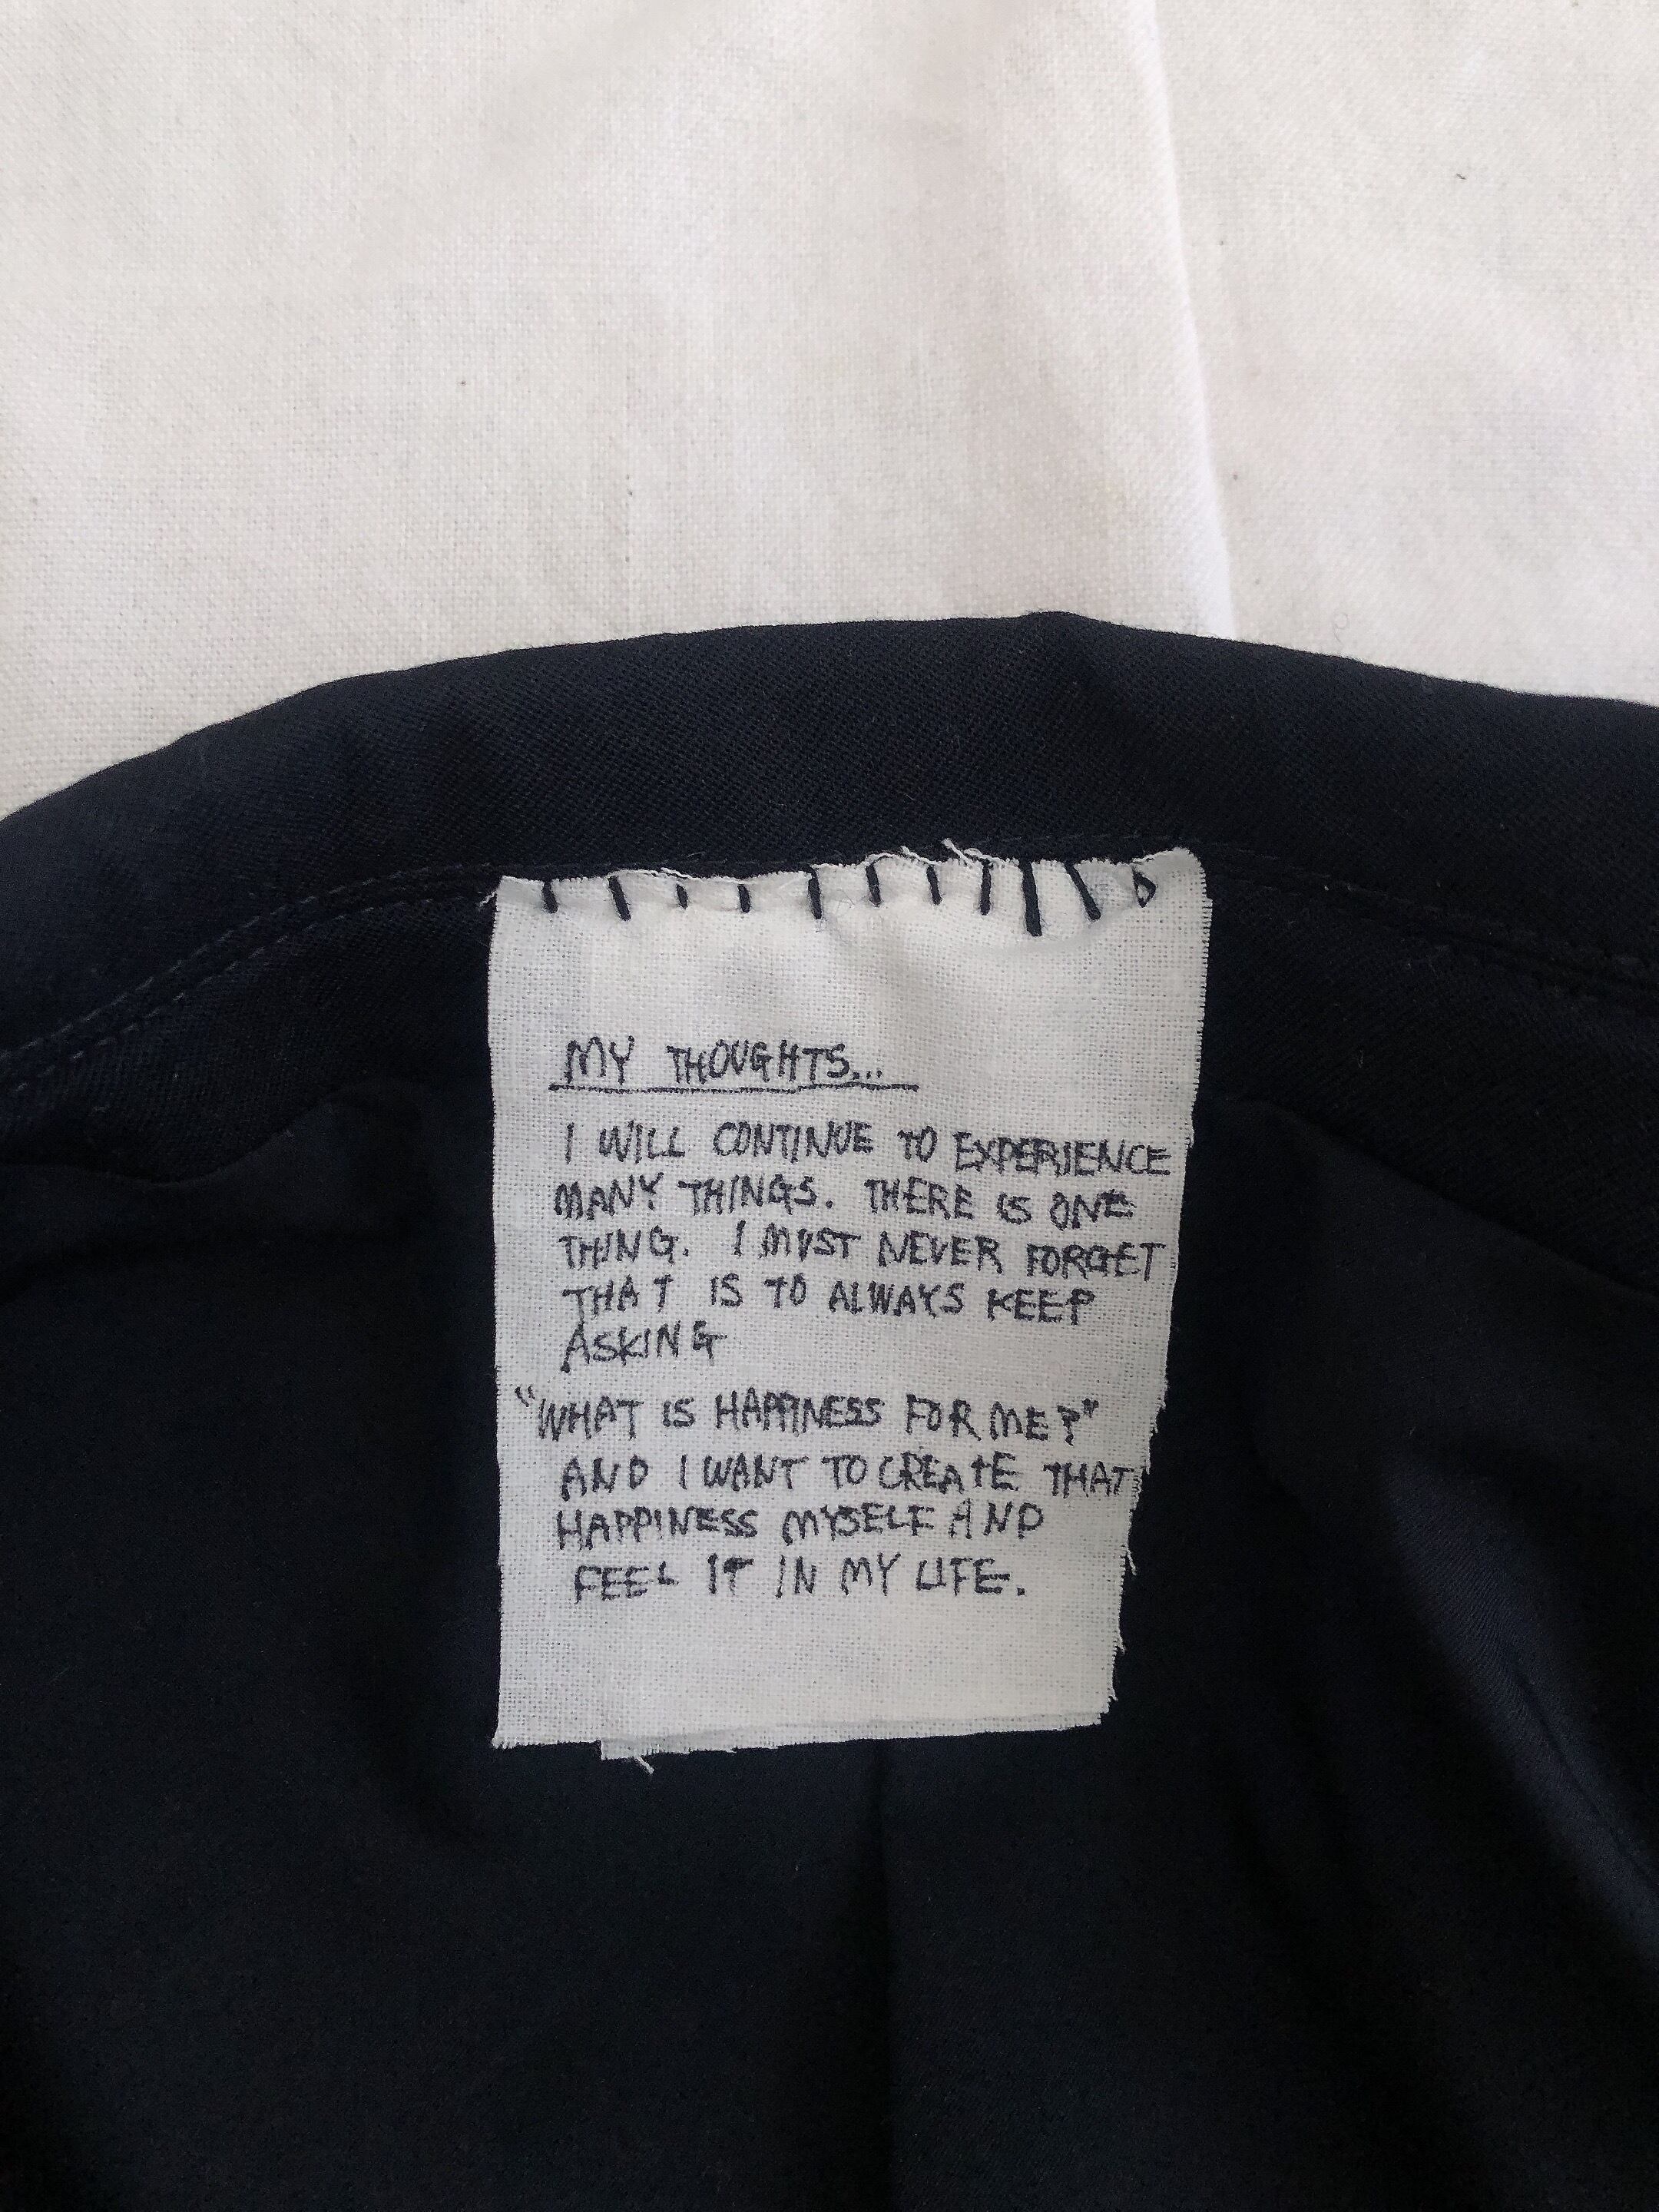 MY THOUGHTS...
I WILL CONTINUE TO EXPERIENCE
MANY THINGS. THERE IS ONE
THING. I MUST NEVER FORGET
THAT IS TO ALWAYS KEEP
ASKING
"WHAT IS HAPPINESS FOR ME?"
AND I WANT TO CREATE THAT
HAPPINESS MYSELF AND
FEEL IT IN MY LIFE.